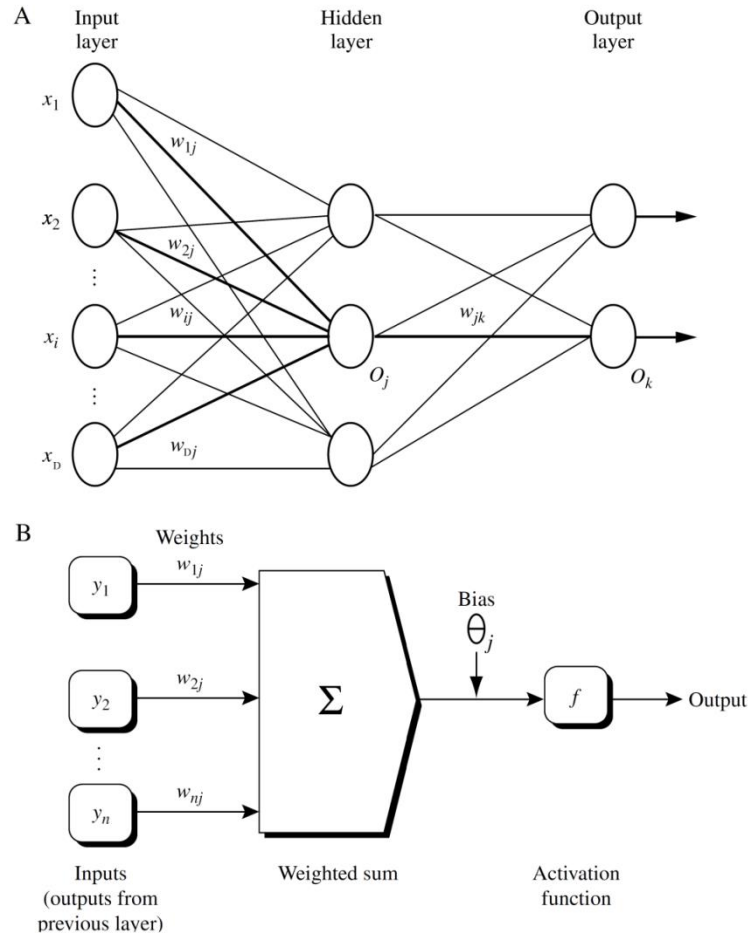 A
Input
layer
Hidden
layer
Output
layer
x1
w1j
x2
w2j
⋮
wij
wjk
xi
Oj
Ok
⋮
xD
wDj
B
Weights
y1
w1j
Bias
θj
y2
w2j
Σ
f
Output
⋮
yn
wnj
Inputs
(outputs from
previous layer)
Weighted sum
Activation
function